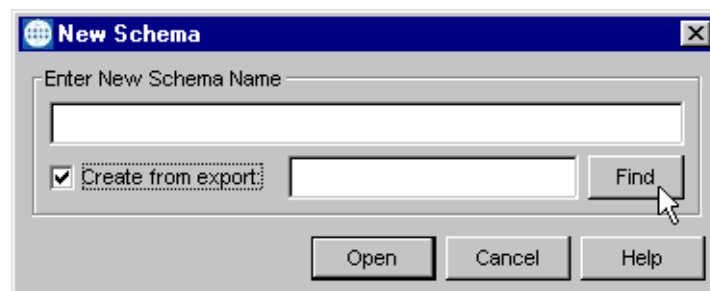 New Schema
Enter New Schema Name
Create from export:
Find
Open Cancel Help